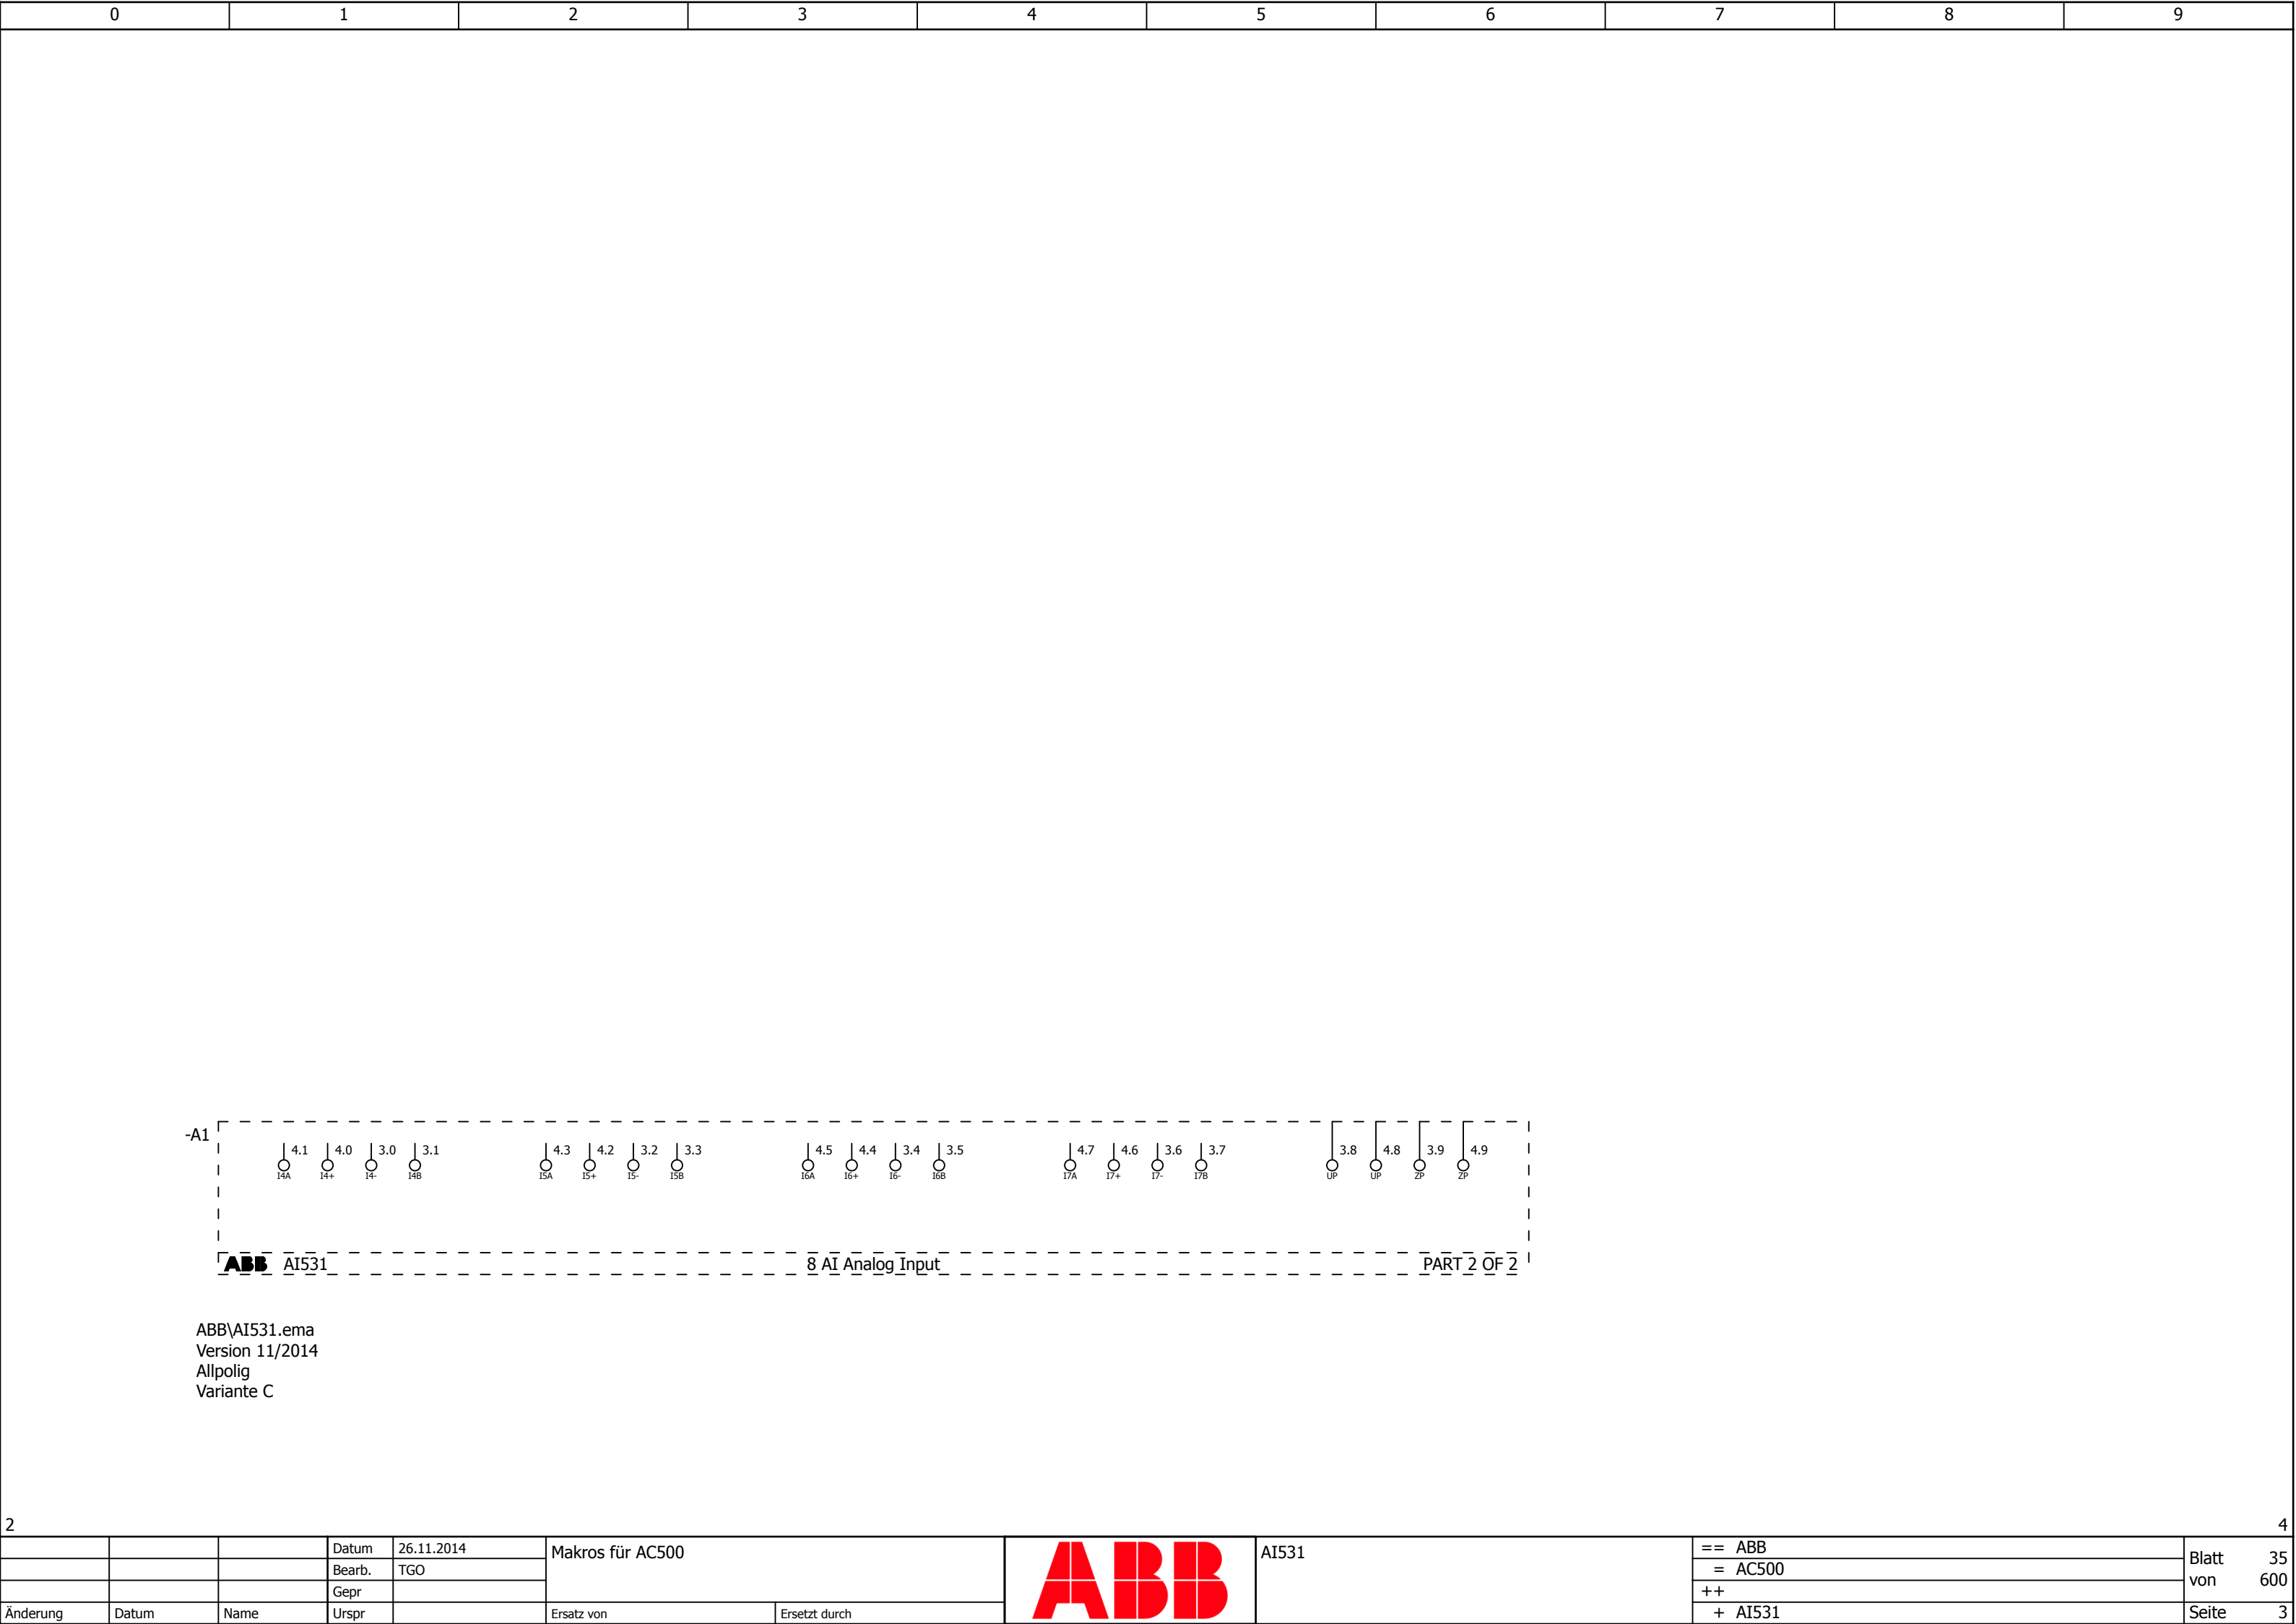 0 1 2 3 4 5 6 7 8 9
-A1
4.1 4.0 3.0 3.1 4.3 4.2 3.2 3.3 4.5 4.4 3.4 3.5 4.7 4.6 3.6 3.7 3.8 4.8 3.9 4.9
I4A I4+ I4- I4B I5A I5+ I5- I5B I6A I6+ I6- I6B I7A I7+ I7- I7B UP UP ZP ZP
ABB AI531 8 AI Analog Input PART 2 OF 2
ABB\AI531.ema
Version 11/2014
Allpolig
Variante C
2 4
Datum 26.11.2014
Bearb. TGO
Gepr
Änderung Datum Name Urspr
Makros für AC500
Ersatz von Ersetzt durch
ABB
AI531
== ABB
= AC500
++
+ AI531
Blatt 35
von 600
Seite 3